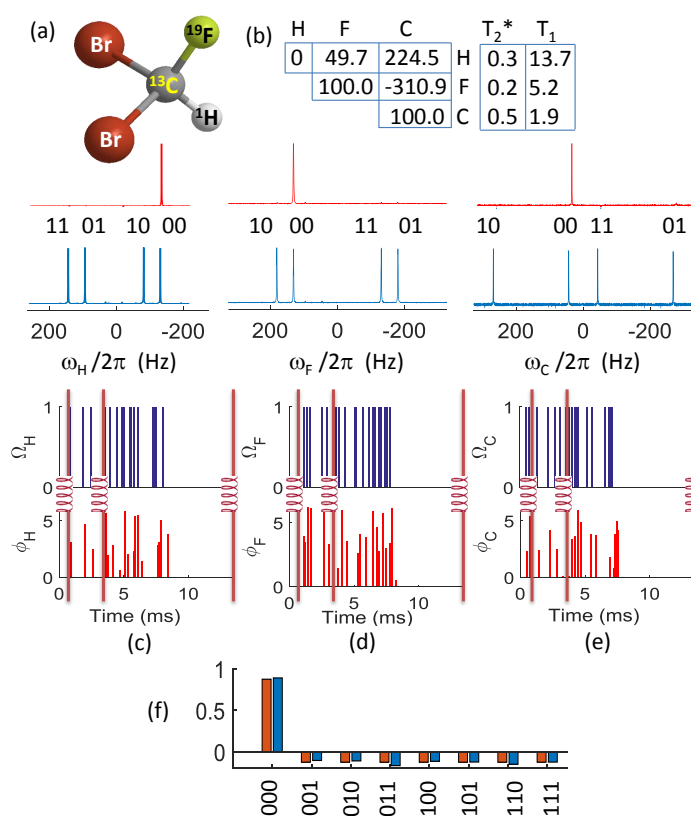 (a)
Br
19F
13C
1H
Br
(b)
H F C
0 49.7 224.5 H
100.0 -310.9 F
100.0 C
T2* T1
0.3 13.7
0.2 5.2
0.5 1.9
11 01 10 00
10 00 11 01
10 00 11 01
200 0 -200
200 0 -200
200 0 -200
ωH/2π (Hz)
ωF/2π (Hz)
ωC/2π (Hz)
1
ΩH
0
5
ϕH
0
0 5 10
Time (ms)
(c)
1
ΩF
0
5
ϕF
0
0 5 10
Time (ms)
(d)
1
ΩC
0
5
ϕC
0
0 5 10
Time (ms)
(e)
(f)
1
0.5
0
000 001 010 011 100 101 110 111